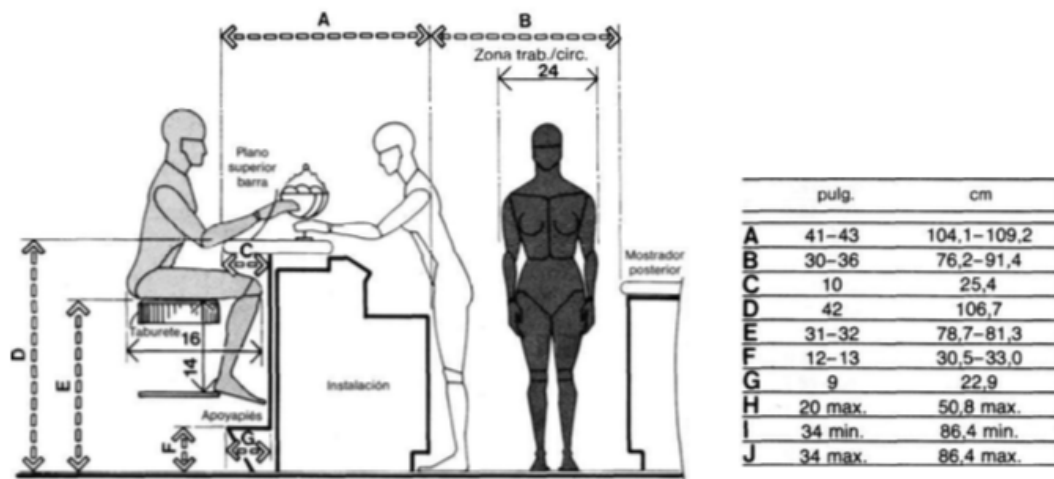 A
B
Zona trab./circ.
24
Plano
superior
barra
C
Mostrador
posterior
Taburete
16
14
D
E
Instalación
Apoyapiés
F
G
pulg. cm
A 41–43 104,1–109,2
B 30–36 76,2–91,4
C 10 25,4
D 42 106,7
E 31–32 78,7–81,3
F 12–13 30,5–33,0
G 9 22,9
H 20 max. 50,8 max.
I 34 min. 86,4 min.
J 34 max. 86,4 max.